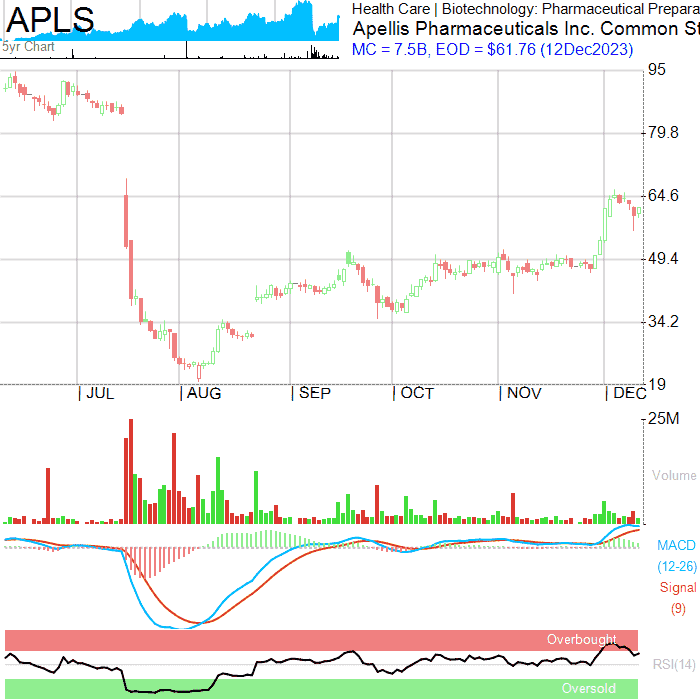 APLS
5yr Chart
Health Care | Biotechnology: Pharmaceutical Prepara
Apellis Pharmaceuticals Inc. Common St
MC = 7.5B, EOD = $61.76 (12Dec2023)
95
79.8
64.6
49.4
34.2
19
| JUL | AUG | SEP | OCT | NOV | DEC
25M
Volume
MACD
(12-26)
Signal
(9)
Overbought
RSI(14)
Oversold